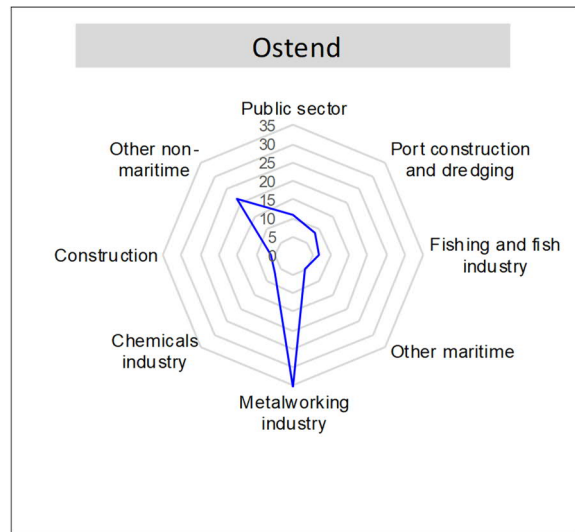 Ostend
Public sector
35
30
25
20
15
10
5
0
Port construction
and dredging
Fishing and fish
industry
Other maritime
Metalworking
industry
Chemicals
industry
Construction
Other non-
maritime